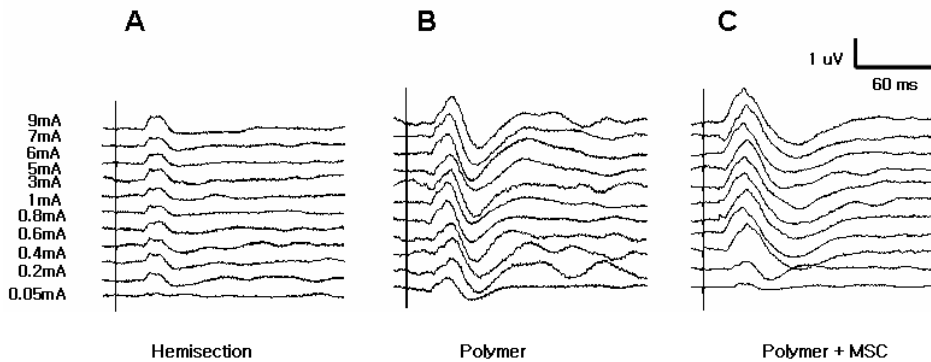 A B C
1 uV
60 ms
9mA
7mA
6mA
5mA
3mA
1mA
0.8mA
0.6mA
0.4mA
0.2mA
0.05mA
Hemisection Polymer Polymer + MSC